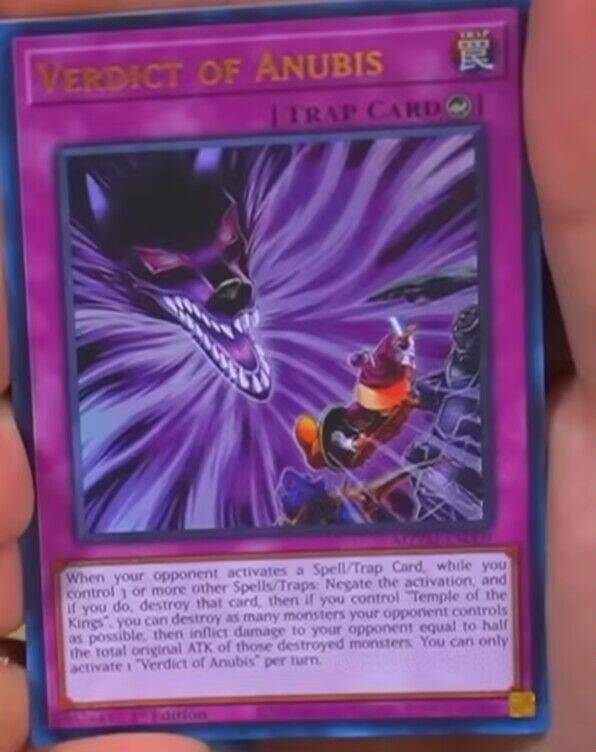 VERDICT OF ANUBIS
TRAP
罠
[TRAP CARD ]
When your opponent activates a Spell/Trap Card, while you
control 3 or more other Spells/Traps: Negate the activation, and
if you do, destroy that card, then if you control "Temple of the
Kings", you can destroy as many monsters your opponent controls
as possible, then inflict damage to your opponent equal to half
the total original ATK of those destroyed monsters. You can only
activate 1 "Verdict of Anubis" per turn.
1st Edition